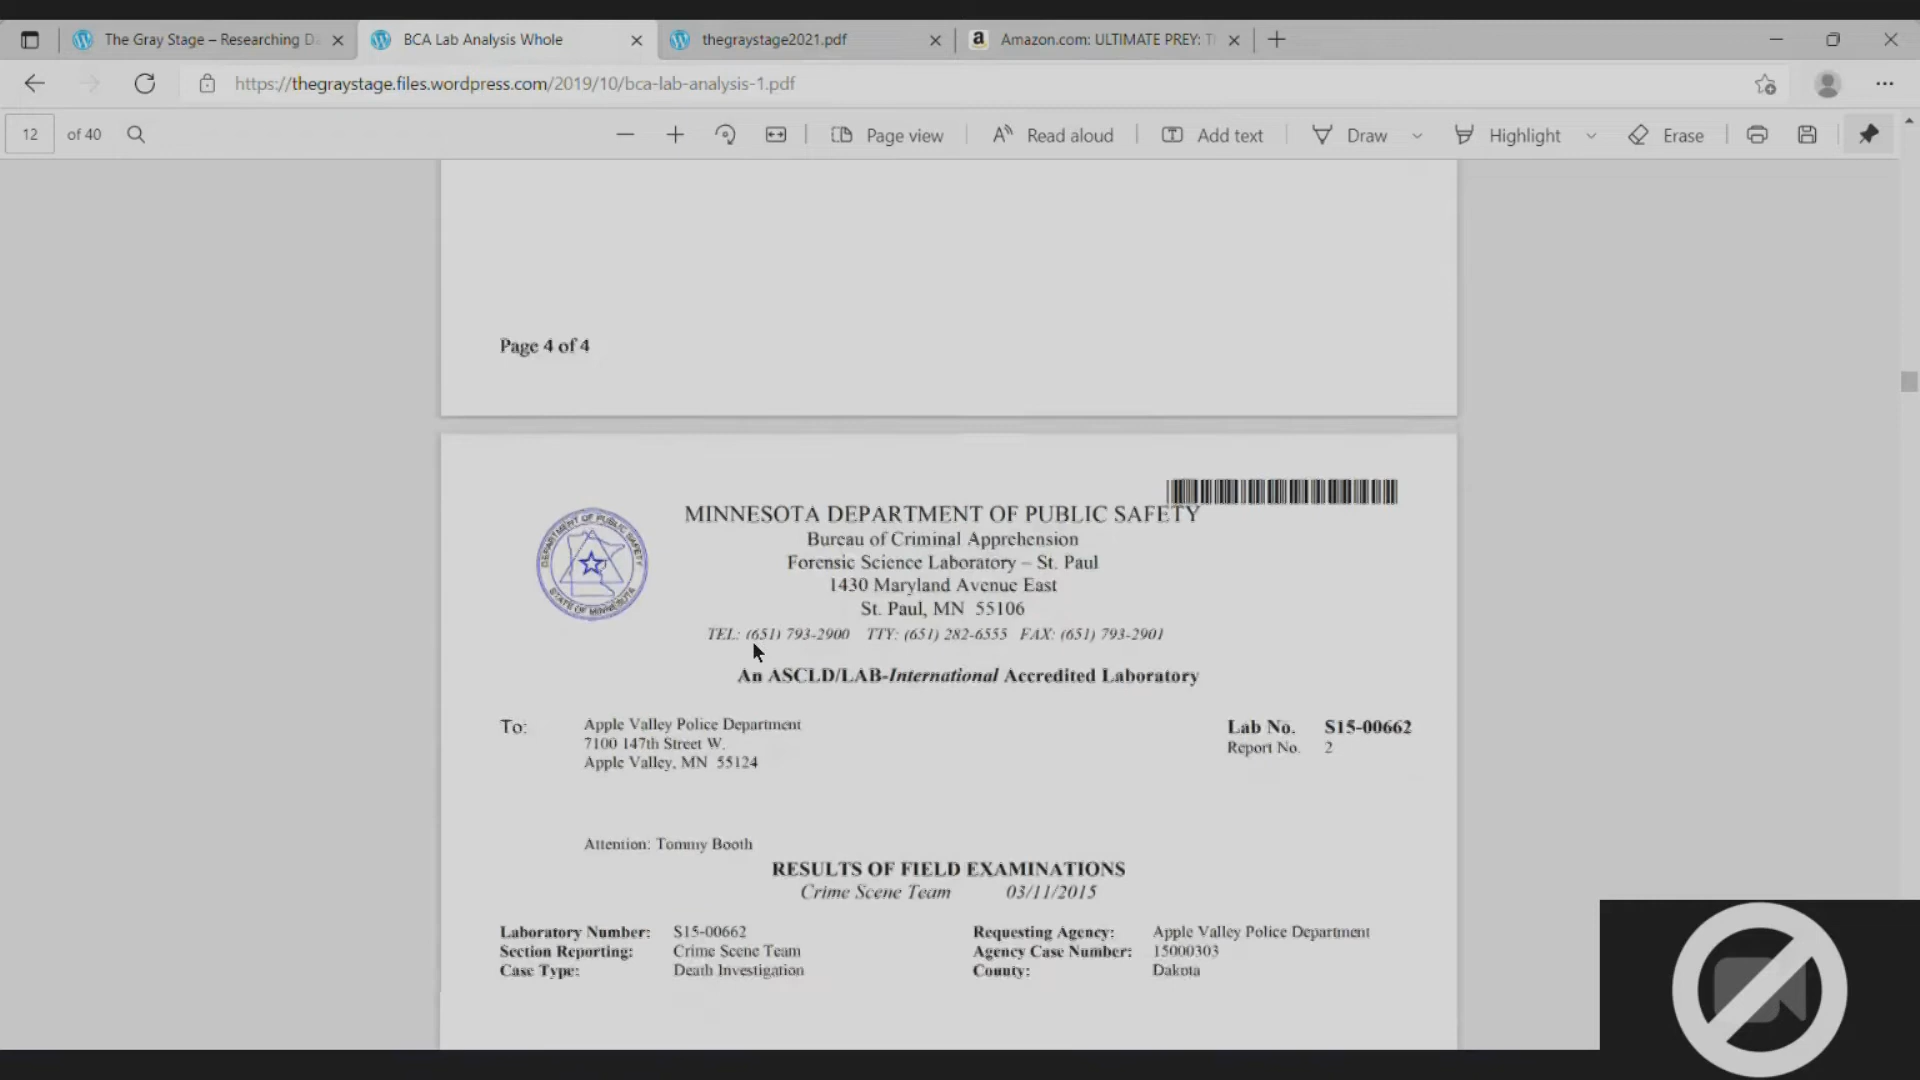 The Gray Stage – Researching D
BCA Lab Analysis Whole
thegraystage2021.pdf
a
Amazon.com: ULTIMATE PREY: T
https://thegraystage.files.wordpress.com/2019/10/bca-lab-analysis-1.pdf
12 of 40
Page view
Read aloud
Add text
Draw
Highlight
Erase
Page 4 of 4
MINNESOTA DEPARTMENT OF PUBLIC SAFETY
Bureau of Criminal Apprehension
Forensic Science Laboratory – St. Paul
1430 Maryland Avenue East
St. Paul, MN 55106
TEL: (651) 793-2900 TTY: (651) 282-6555 FAX: (651) 793-2901
DEPARTMENT OF PUBLIC SAFETY
STATE OF MINNESOTA
An ASCLD/LAB-International Accredited Laboratory
To: Apple Valley Police Department
7100 147th Street W.
Apple Valley, MN 55124
Lab No. S15-00662
Report No. 2
Attention: Tommy Booth
RESULTS OF FIELD EXAMINATIONS
Crime Scene Team 03/11/2015
Laboratory Number: S15-00662
Section Reporting: Crime Scene Team
Case Type: Death Investigation
Requesting Agency: Apple Valley Police Department
Agency Case Number: 15000303
County: Dakota